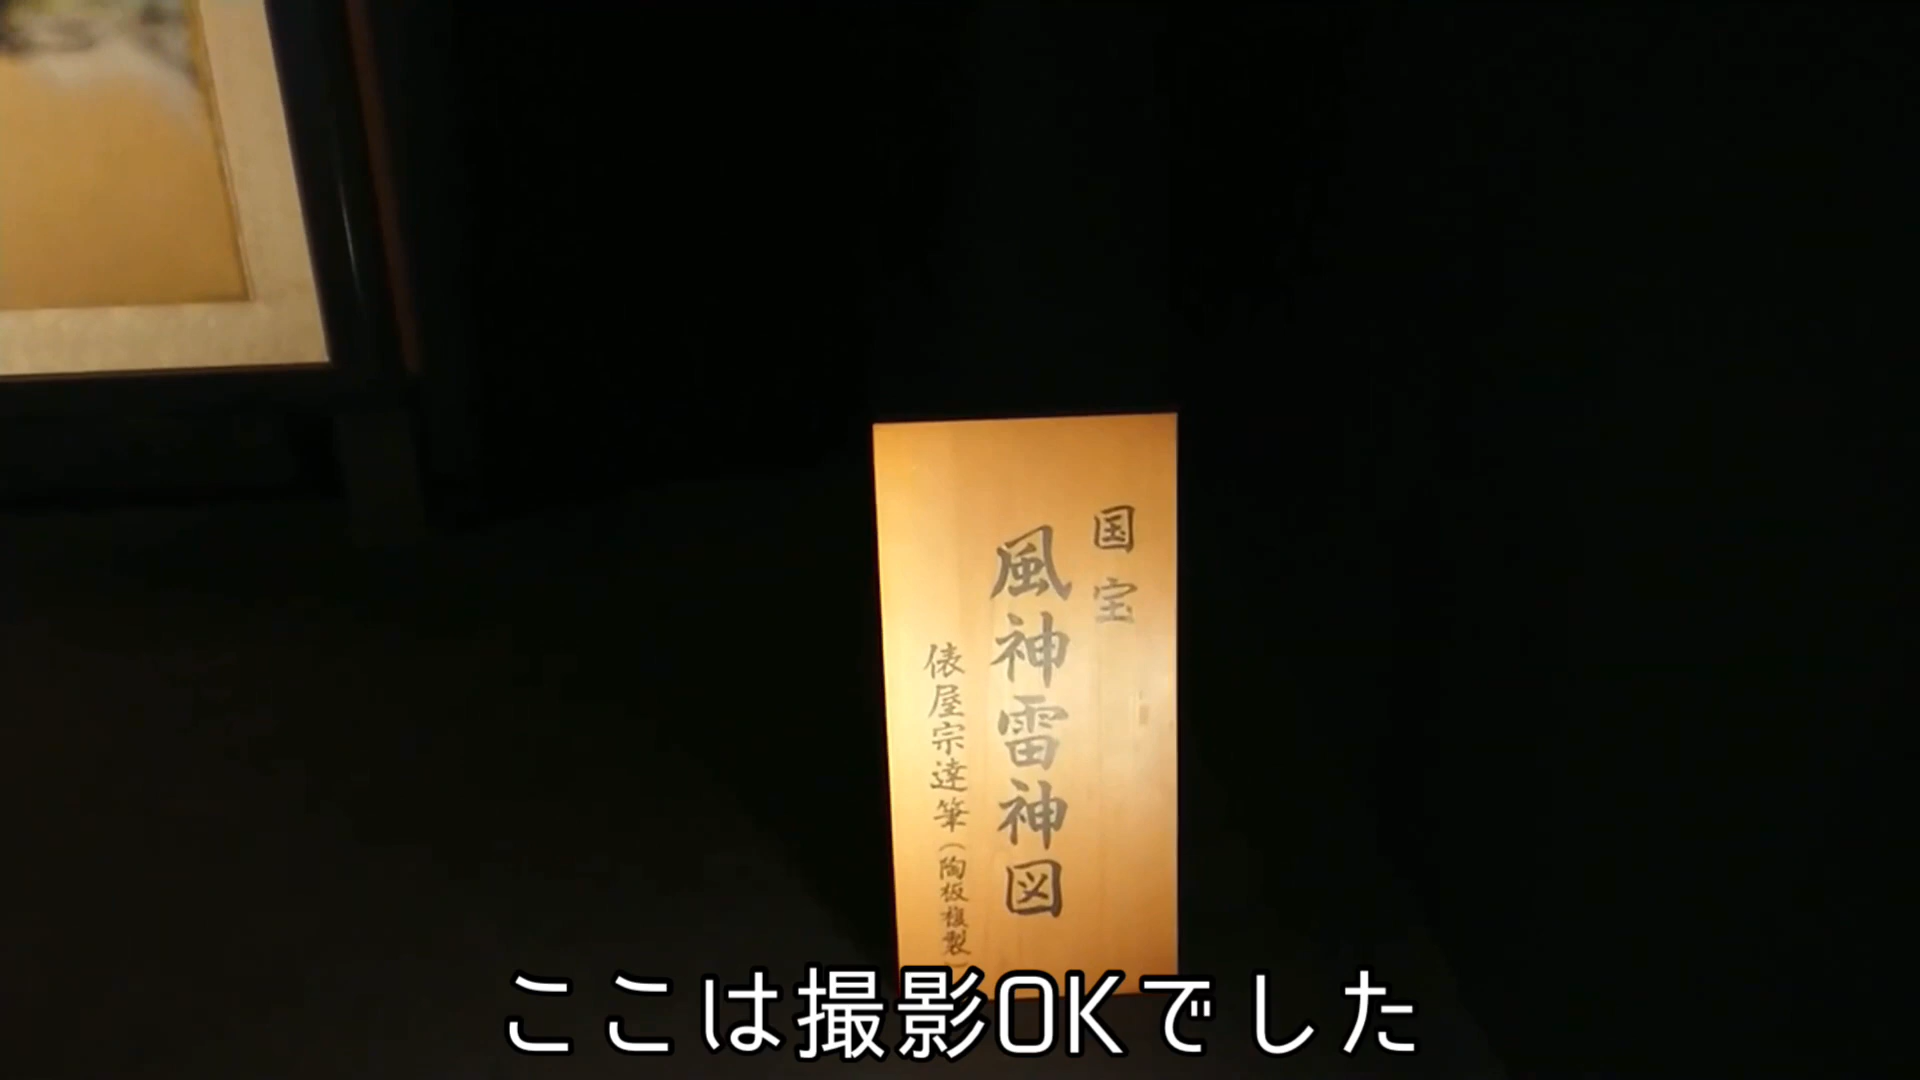 国宝
風神雷神図
俵屋宗達筆（陶板複製）
ここは撮影OKでした